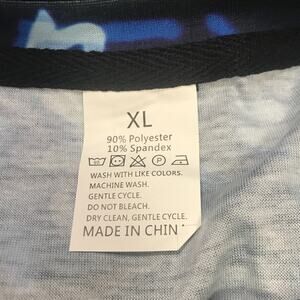 XL
90% Polyester
10% Spandex
WASH WITH LIKE COLORS.
MACHINE WASH.
GENTLE CYCLE.
DO NOT BLEACH.
DRY CLEAN, GENTLE CYCLE.
MADE IN CHIN